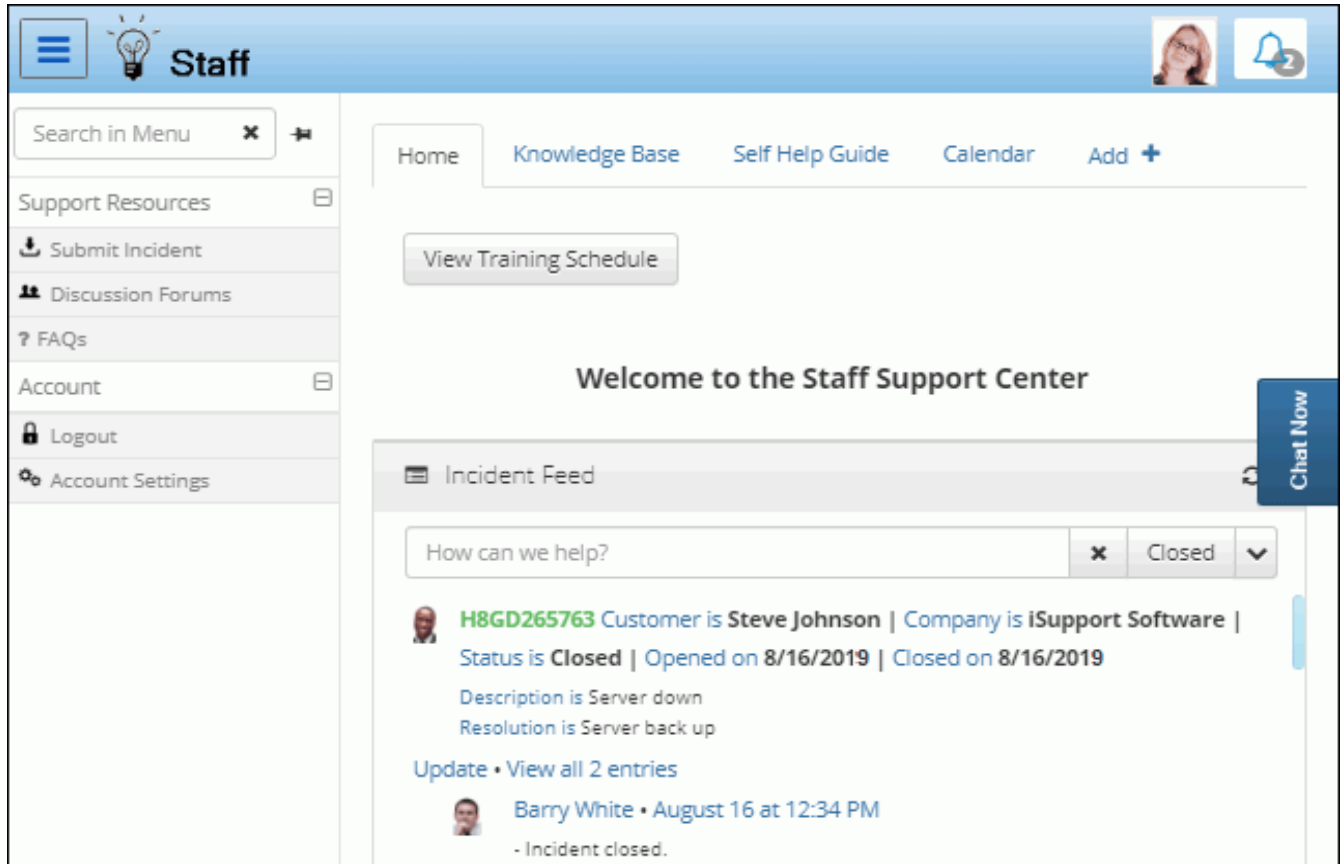 Staff
2
Search in Menu
Support Resources
Submit Incident
Discussion Forums
? FAQs
Account
Logout
Account Settings
Home Knowledge Base Self Help Guide Calendar Add +
View Training Schedule
Welcome to the Staff Support Center
Chat Now
Incident Feed
How can we help? Closed
H8GD265763 Customer is Steve Johnson | Company is iSupport Software |
Status is Closed | Opened on 8/16/2019 | Closed on 8/16/2019
Description is Server down
Resolution is Server back up
Update • View all 2 entries
Barry White • August 16 at 12:34 PM
- Incident closed.